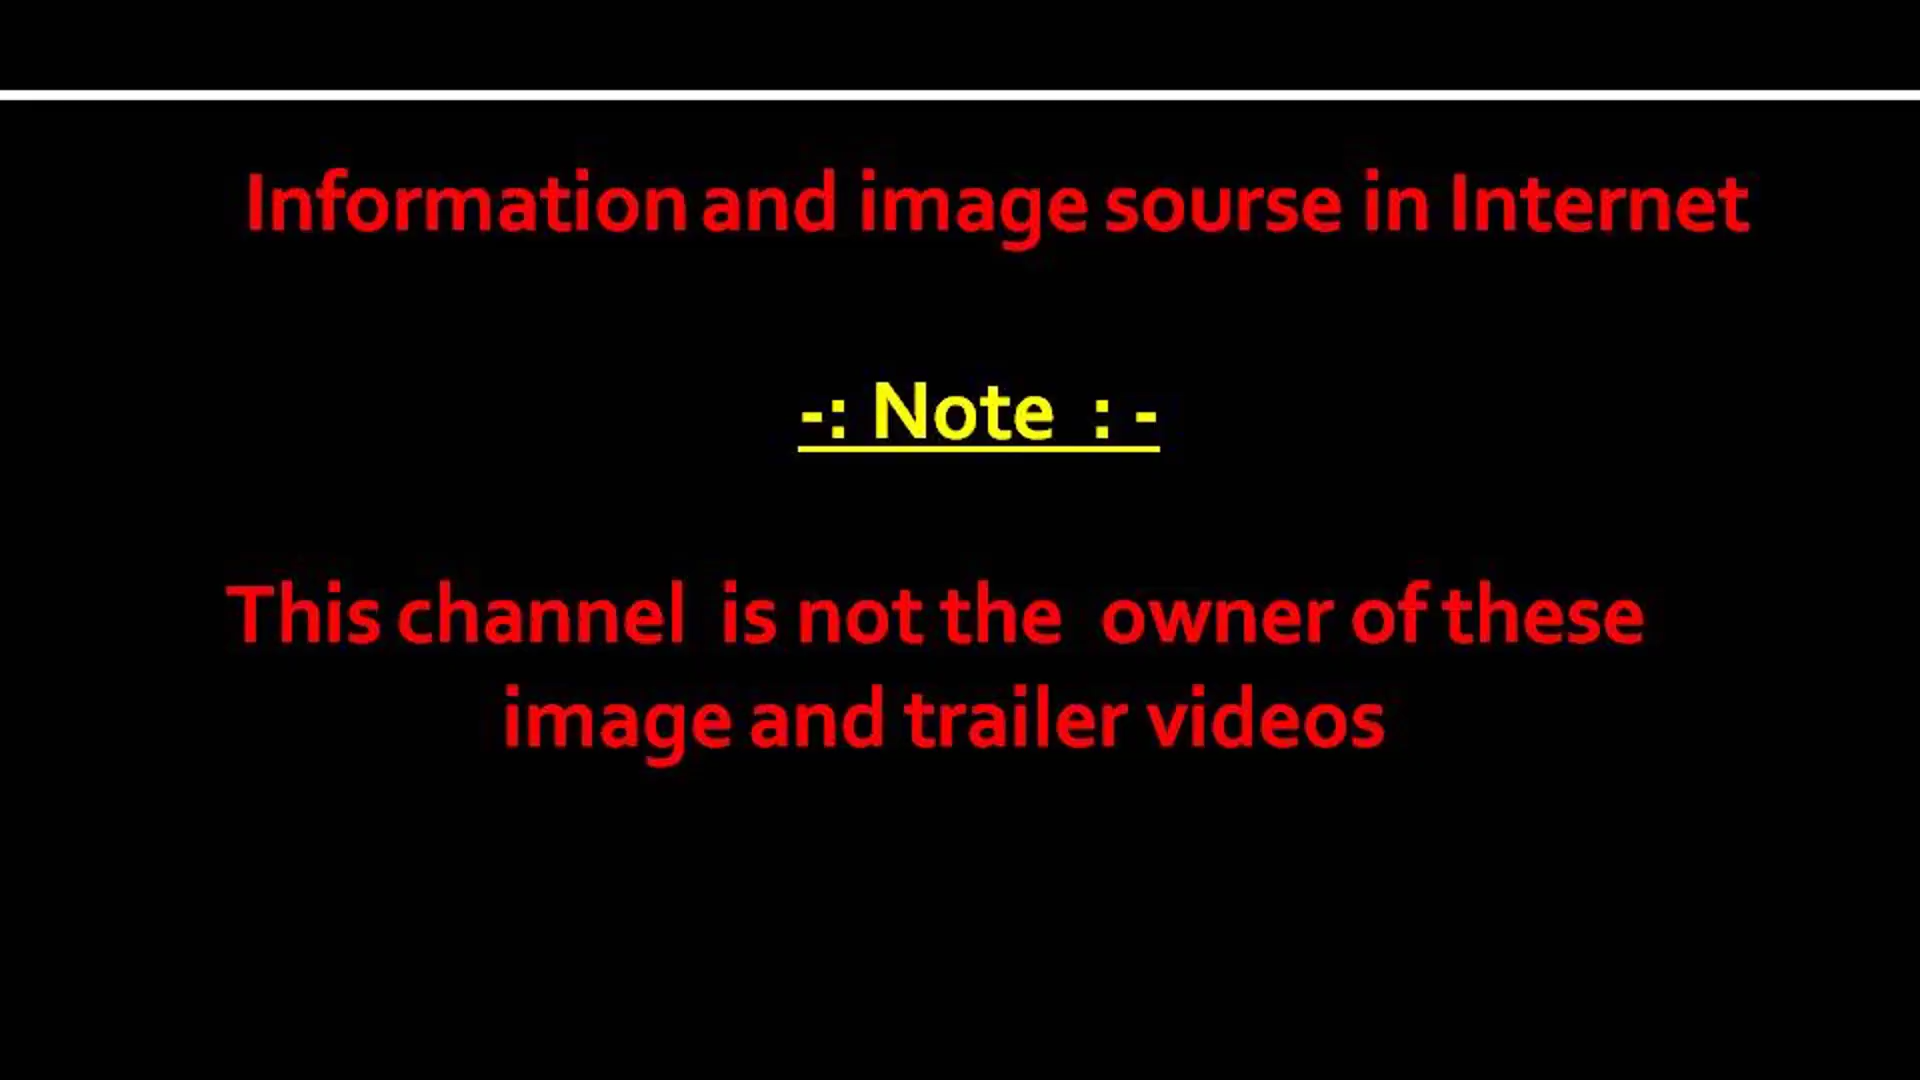 Information and image sourse in Internet
-: Note : -
This channel is not the owner of these
image and trailer videos